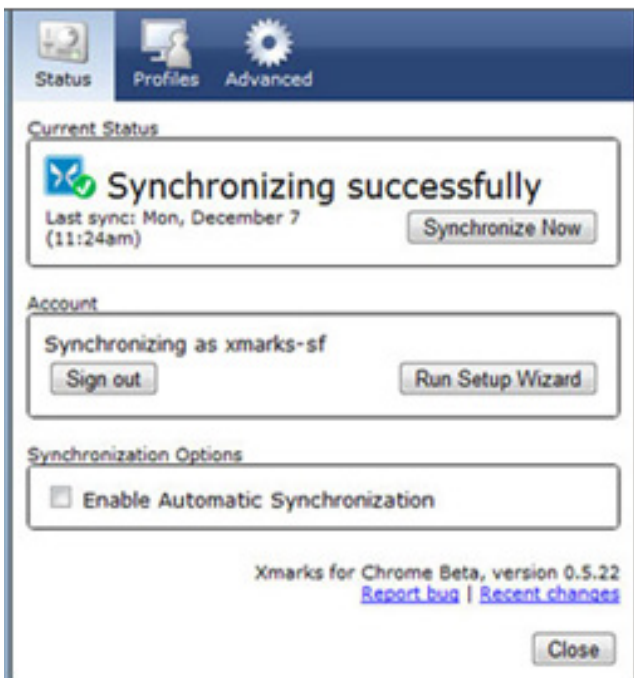 Status Profiles Advanced
Current Status
Synchronizing successfully
Last sync: Mon, December 7
(11:24am)
Synchronize Now
Account
Synchronizing as xmarks-sf
Sign out Run Setup Wizard
Synchronization Options
Enable Automatic Synchronization
Xmarks for Chrome Beta, version 0.5.22
Report bug | Recent changes
Close